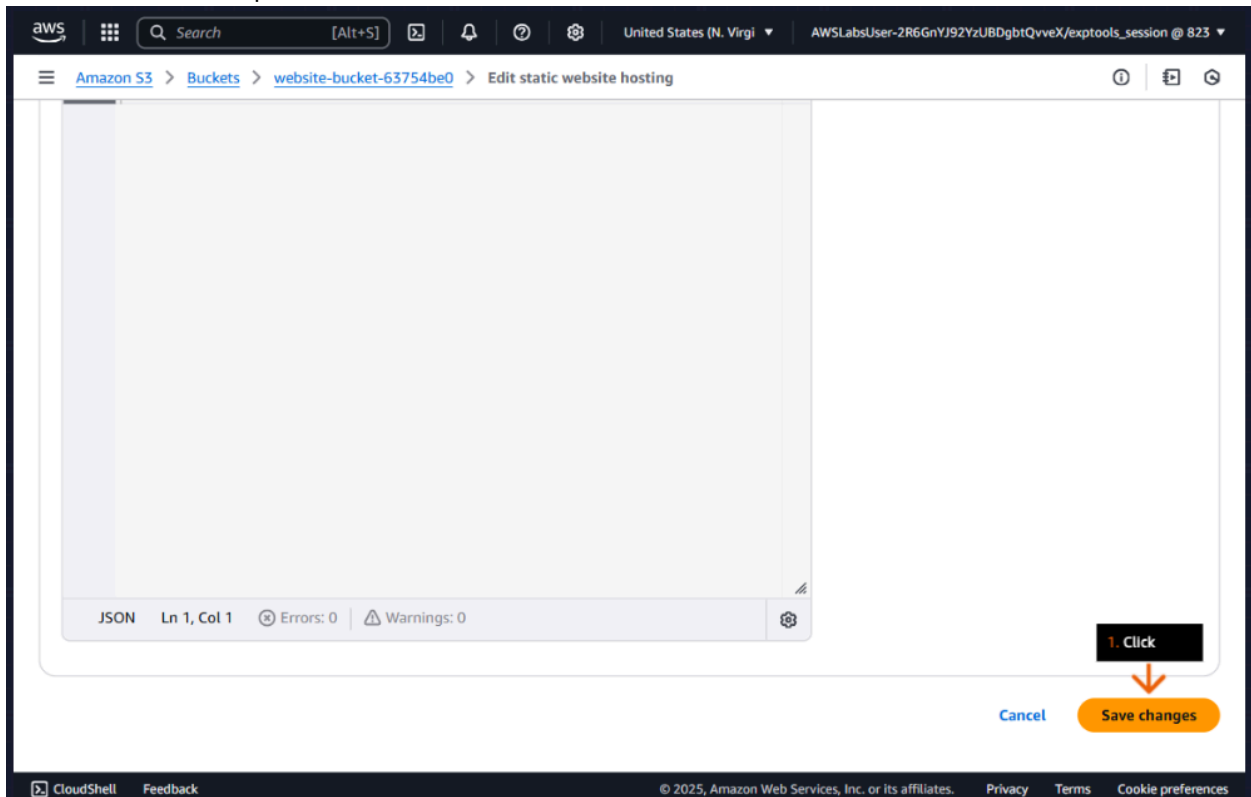 aws
Search [Alt+S] United States (N. Virgi AWSLabsUser-2R6GnYJ92YzUBDgbtQvveX/exptools_session @ 823
Amazon S3 > Buckets > website-bucket-63754be0 > Edit static website hosting
JSON Ln 1, Col 1 Errors: 0 Warnings: 0
1. Click
Cancel Save changes
CloudShell Feedback © 2025, Amazon Web Services, Inc. or its affiliates. Privacy Terms Cookie preferences